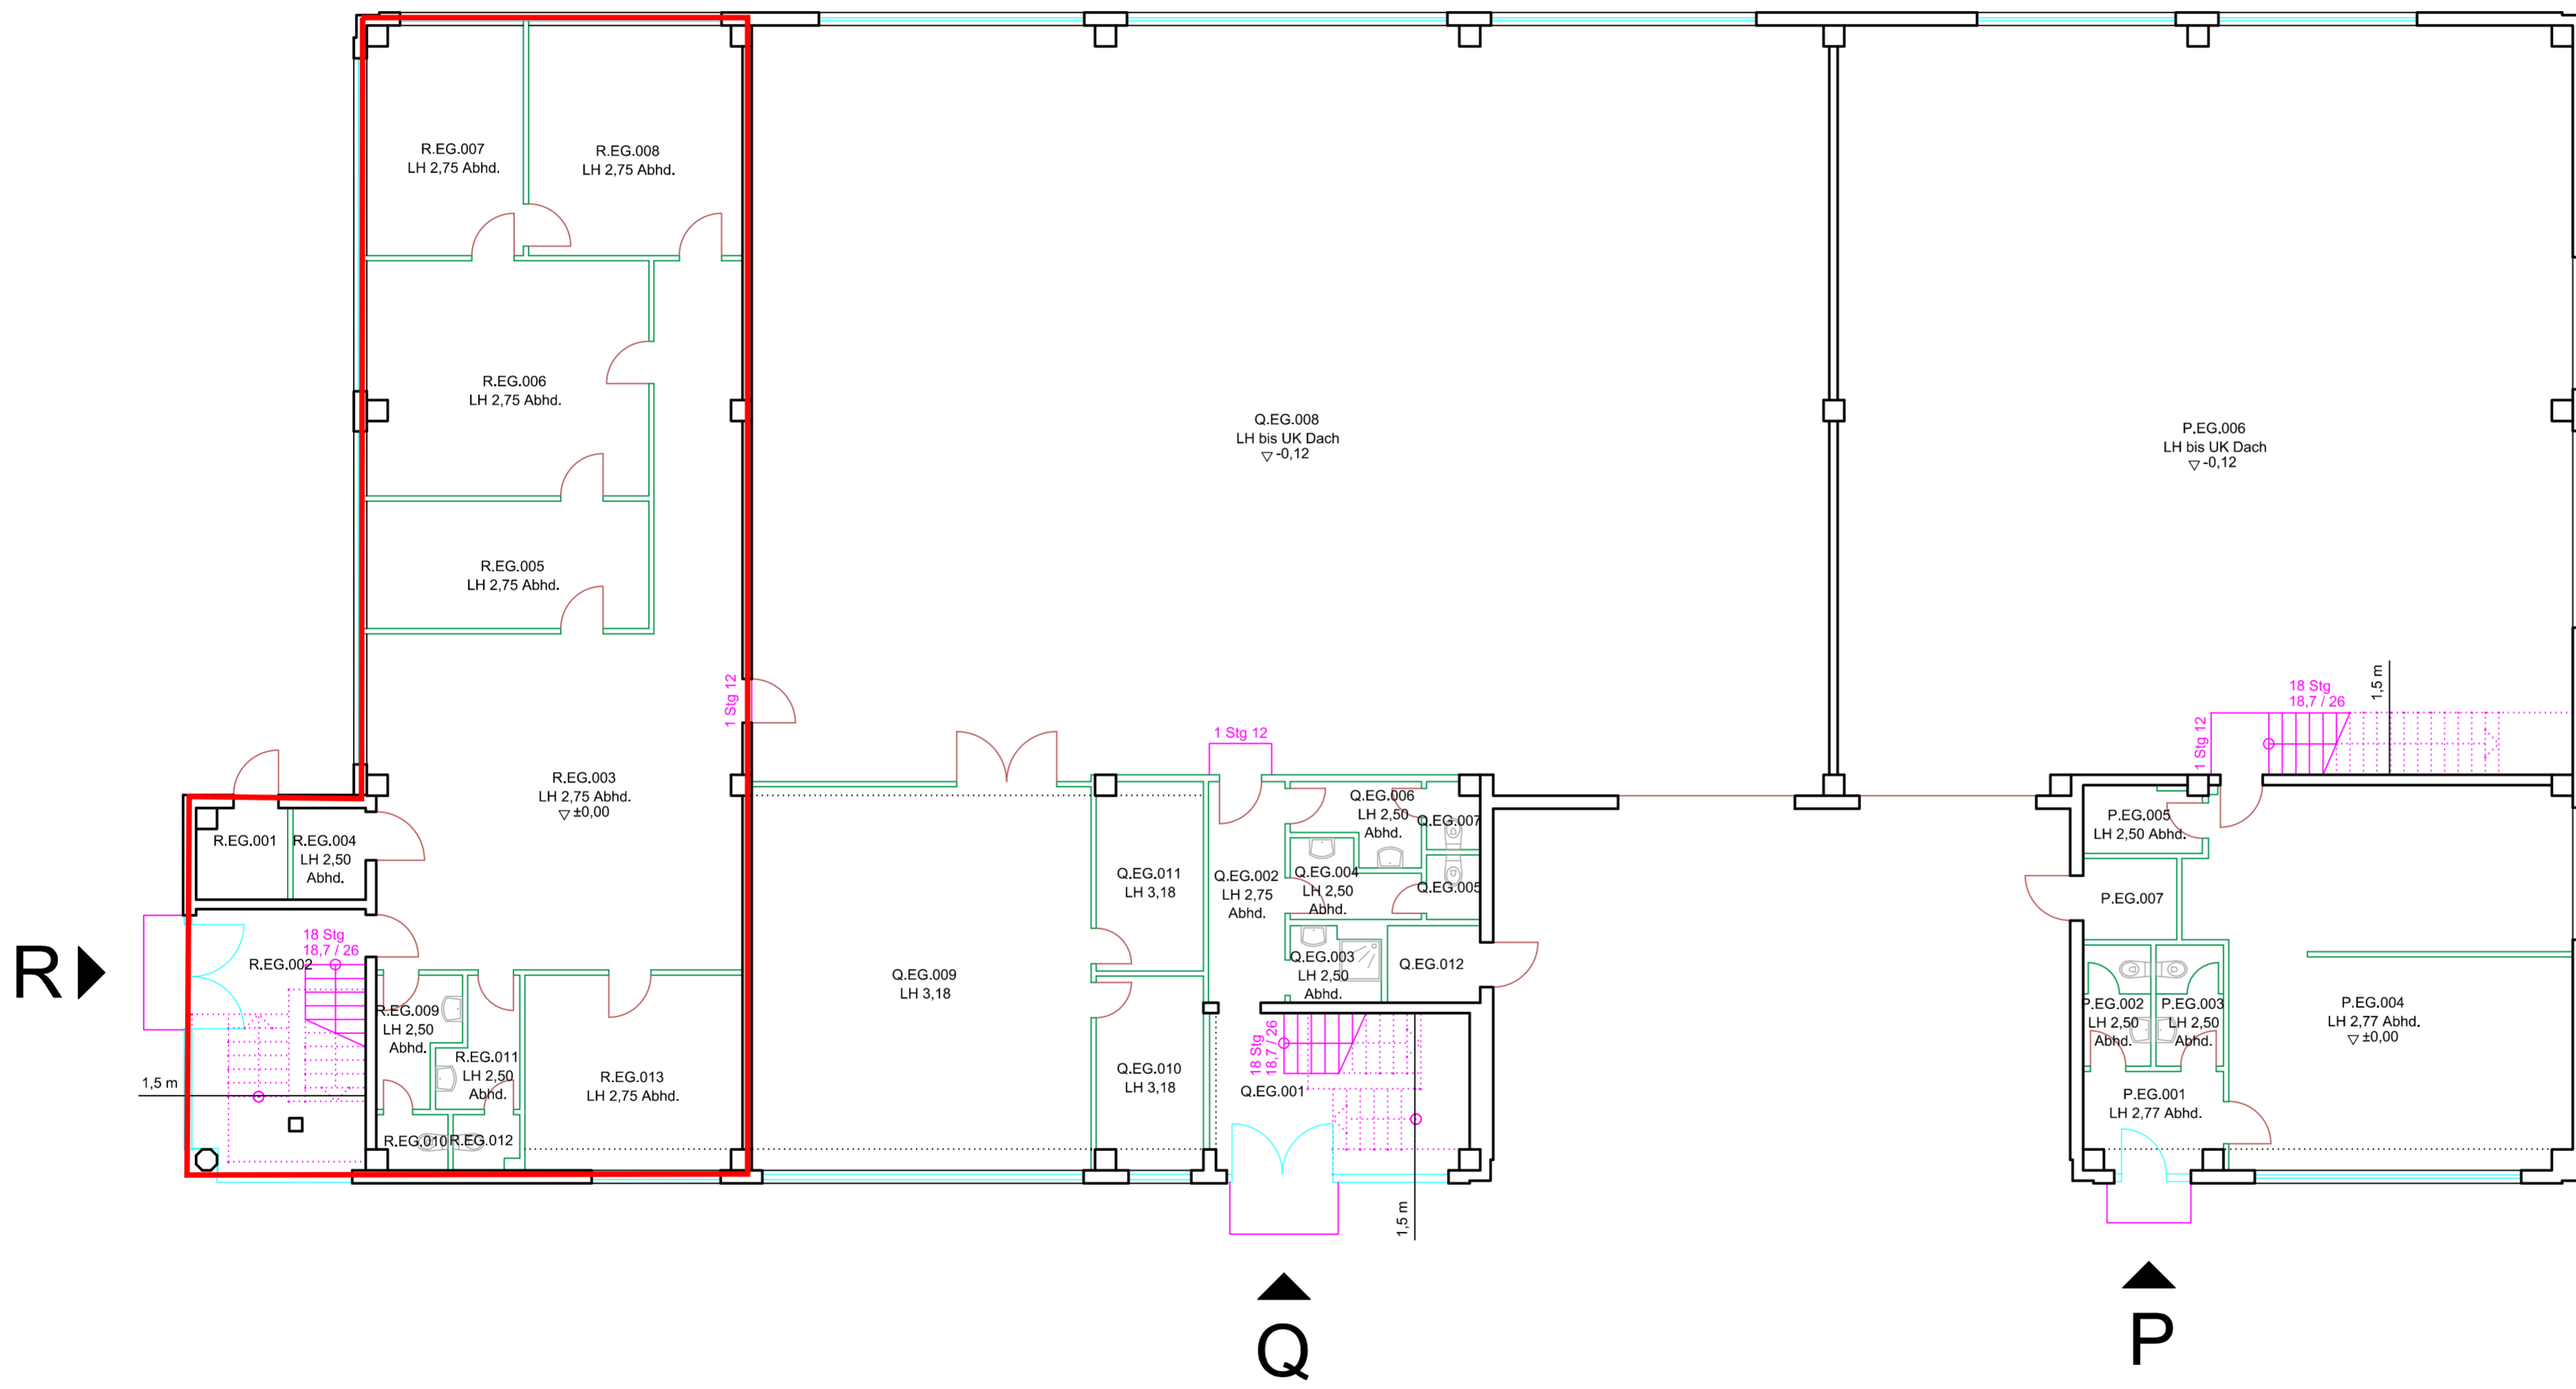 R.EG.007
LH 2,75 Abhd.
R.EG.008
LH 2,75 Abhd.
R.EG.006
LH 2,75 Abhd.
Q.EG.008
LH bis UK Dach
-0,12
P.EG.006
LH bis UK Dach
-0,12
R.EG.005
LH 2,75 Abhd.
1 Stg 12
1 Stg 12
18 Stg
18,7 / 26
1,5 m
1 Stg 12
R.EG.003
LH 2,75 Abhd.
±0,00
R.EG.001
R.EG.004
LH 2,50
Abhd.
Q.EG.011
LH 3,18
Q.EG.002
LH 2,75
Abhd.
Q.EG.006
LH 2,50
Abhd.
Q.EG.007
Q.EG.004
LH 2,50
Abhd.
Q.EG.005
P.EG.005
LH 2,50 Abhd.
P.EG.007
R
18 Stg
18,7 / 26
R.EG.002
Q.EG.009
LH 3,18
Q.EG.003
LH 2,50
Abhd.
Q.EG.012
R.EG.009
LH 2,50
Abhd.
R.EG.011
LH 2,50
Abhd.
R.EG.013
LH 2,75 Abhd.
Q.EG.010
LH 3,18
18 Stg
18,7 / 26
Q.EG.001
P.EG.002
LH 2,50
Abhd.
P.EG.003
LH 2,50
Abhd.
P.EG.004
LH 2,77 Abhd.
±0,00
1,5 m
P.EG.001
LH 2,77 Abhd.
R.EG.010
R.EG.012
1,5 m
Q
P